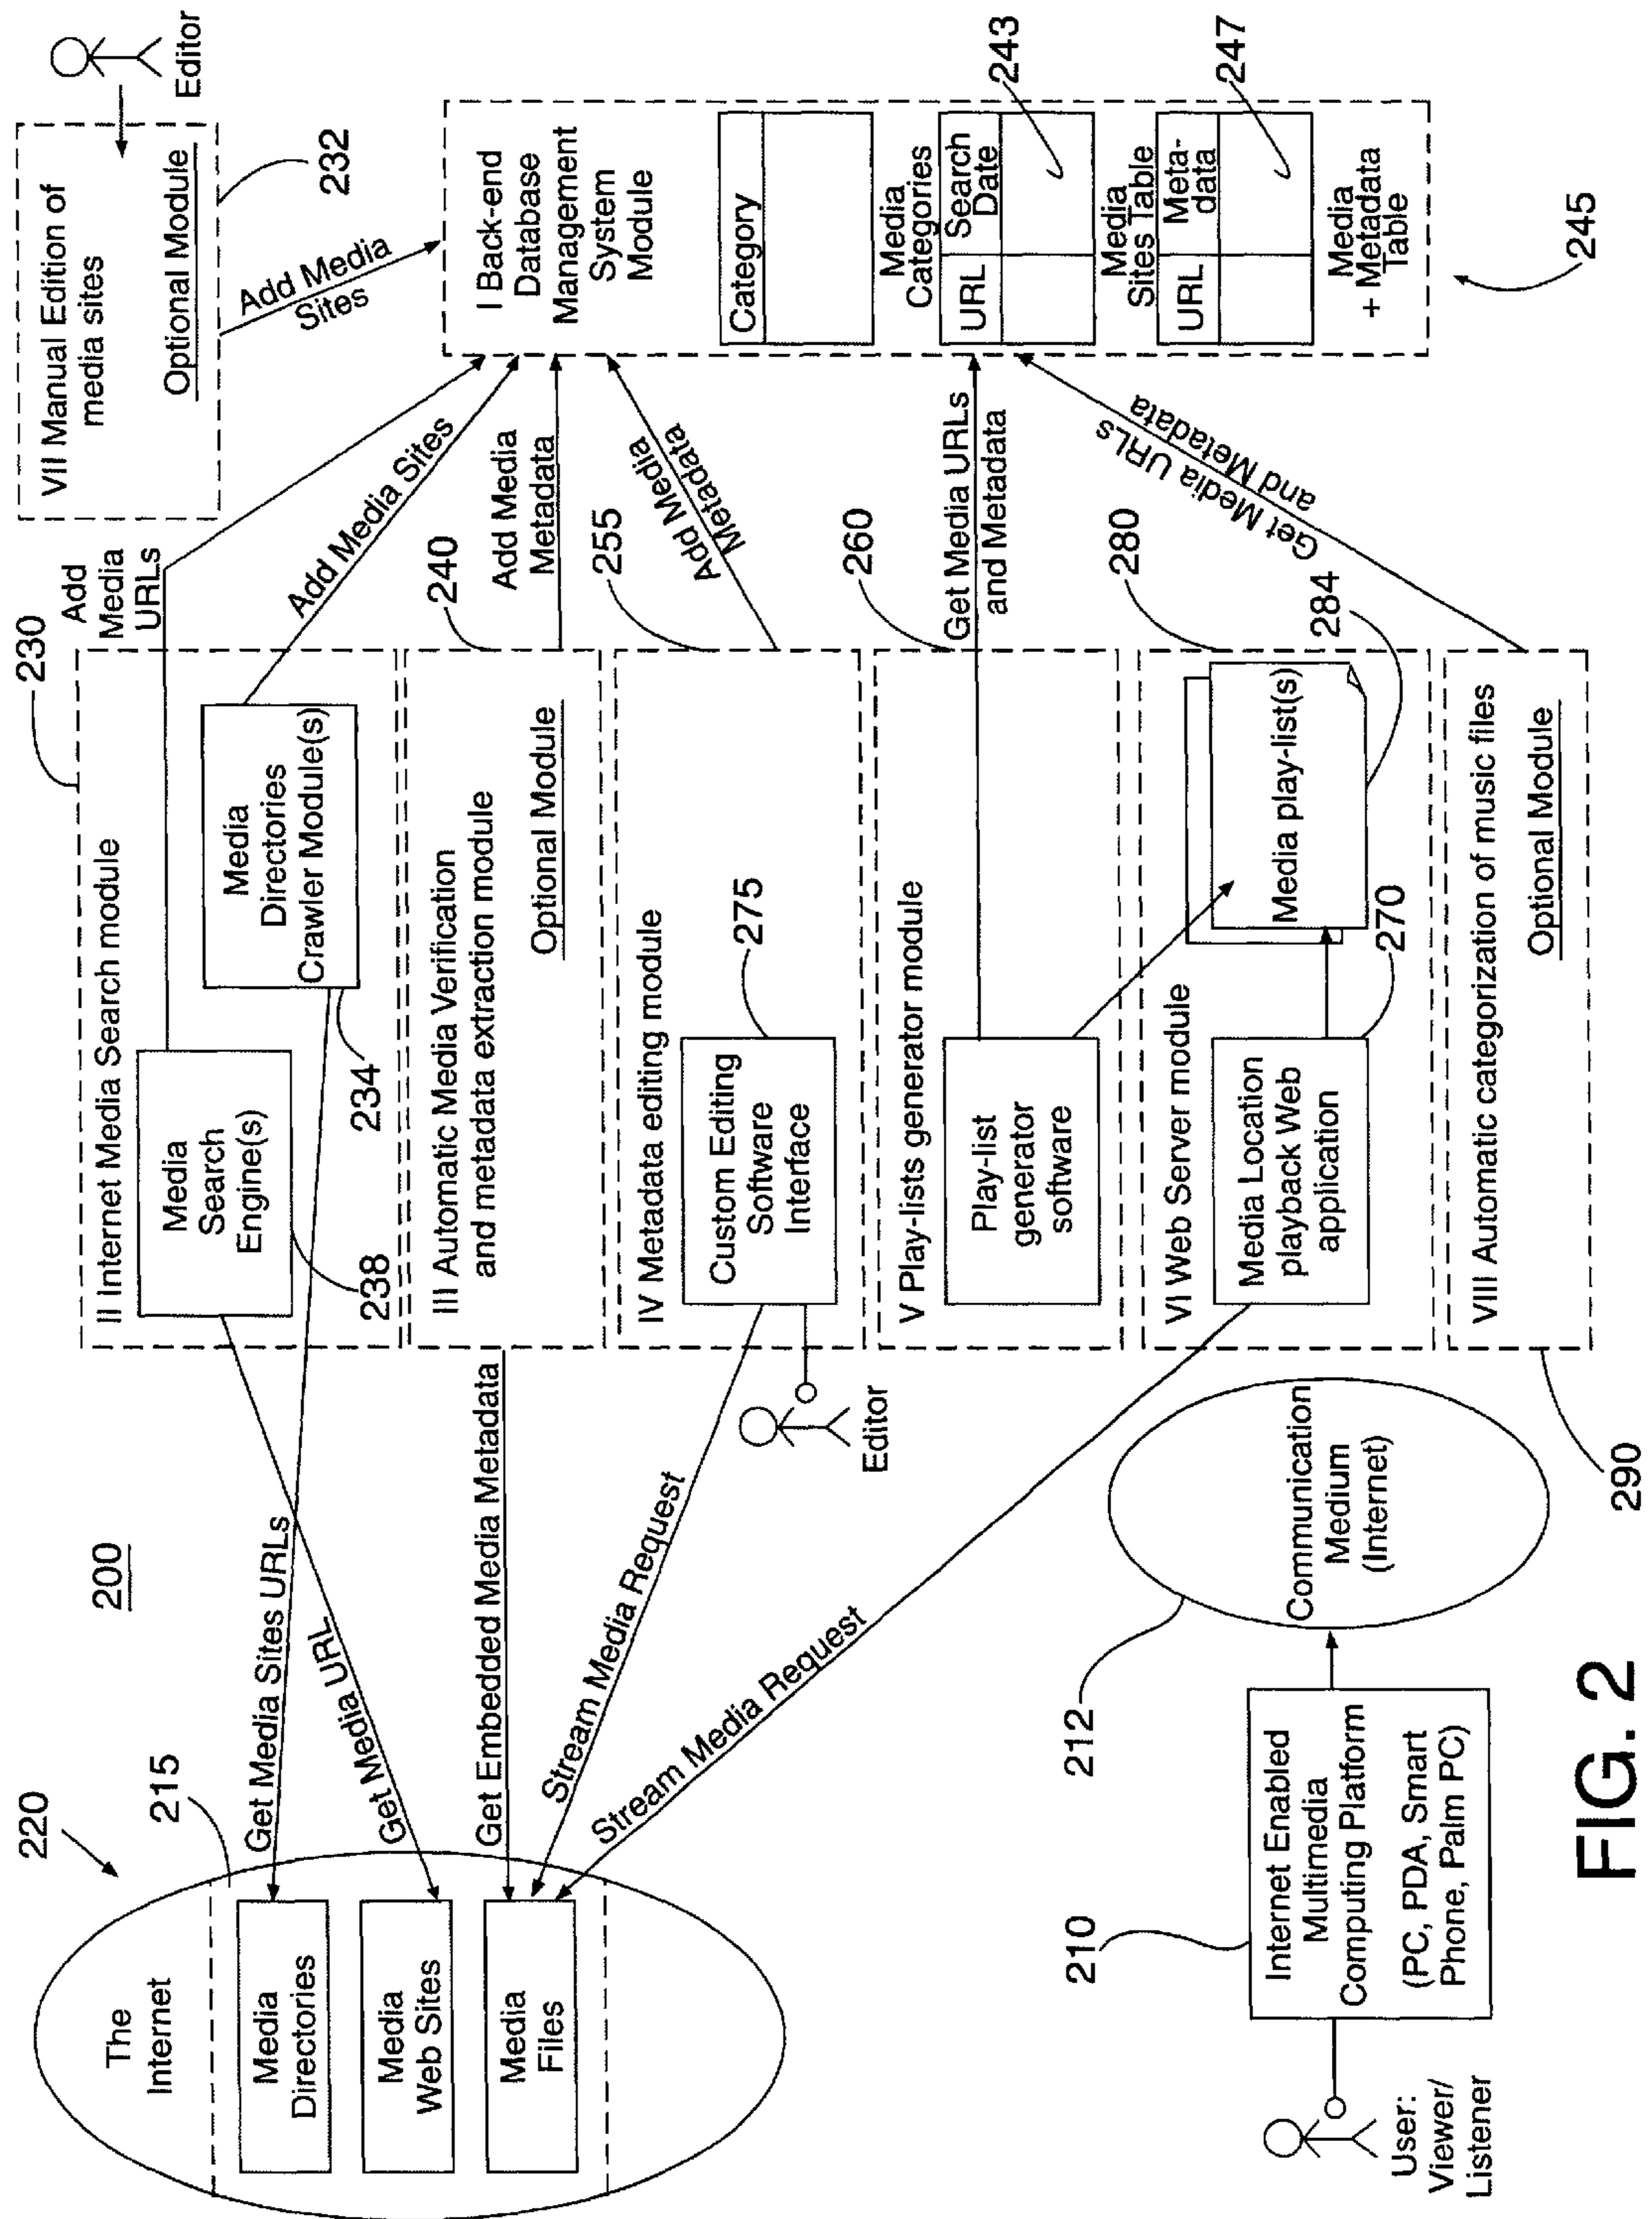 200
220
The
Internet
215
Media
Directories
Media
Web Sites
Media
Files
Get Media Sites URLs
Get Media URL
Get Embedded Media Metadata
Stream Media Request
Stream Media Request
230
II Internet Media Search module
Media
Search
Engine(s)
238
Media
Directories
Crawler Module(s)
234
III Automatic Media Verification
and metadata extraction module
Optional Module
240
IV Metadata editing module
Custom Editing
Software
Interface
275
255
Editor
V Play-lists generator module
Play-list
generator
software
260
VI Web Server module
Media Location
playback Web
application
270
Media play-list(s)
280
284
VIII Automatic categorization of music files
Optional Module
290
Add
Media
URLs
Add Media Sites
Add Media
Metadata
Add Media
Metadata
Get Media URLs
and Metadata
Get Media URLs
and Metadata
VII Manual Edition of
media sites
Optional Module
Editor
232
Add Media
Sites
I Back-end
Database
Management
System
Module
Category
Media
Categories
URL
Search
Date
243
Media
Sites Table
URL
Meta-
data
247
Media
+ Metadata
Table
245
User:
Viewer/
Listener
210
Internet Enabled
Multimedia
Computing Platform
(PC, PDA, Smart
Phone, Palm PC)
212
Communication
Medium
(Internet)
FIG. 2